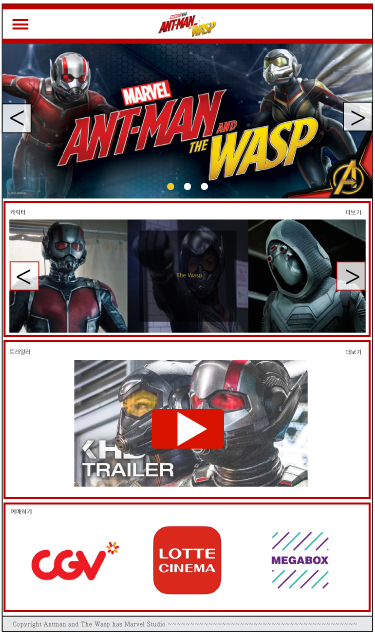 ANT-MAN AND THE WASP
<
>
MARVEL
ANT-MAN AND
THE WASP
캐릭터 더보기
<
The Wasp
>
트레일러 더보기
KHD
TRAILER
예매하기
CGV
LOTTE
CINEMA
MEGABOX
Copyright Antman and The Wasp has Marvel Studio ~~~~~~~~~~~~~~~~~~~~~~~~~~~~~~~~~~~~~~~~